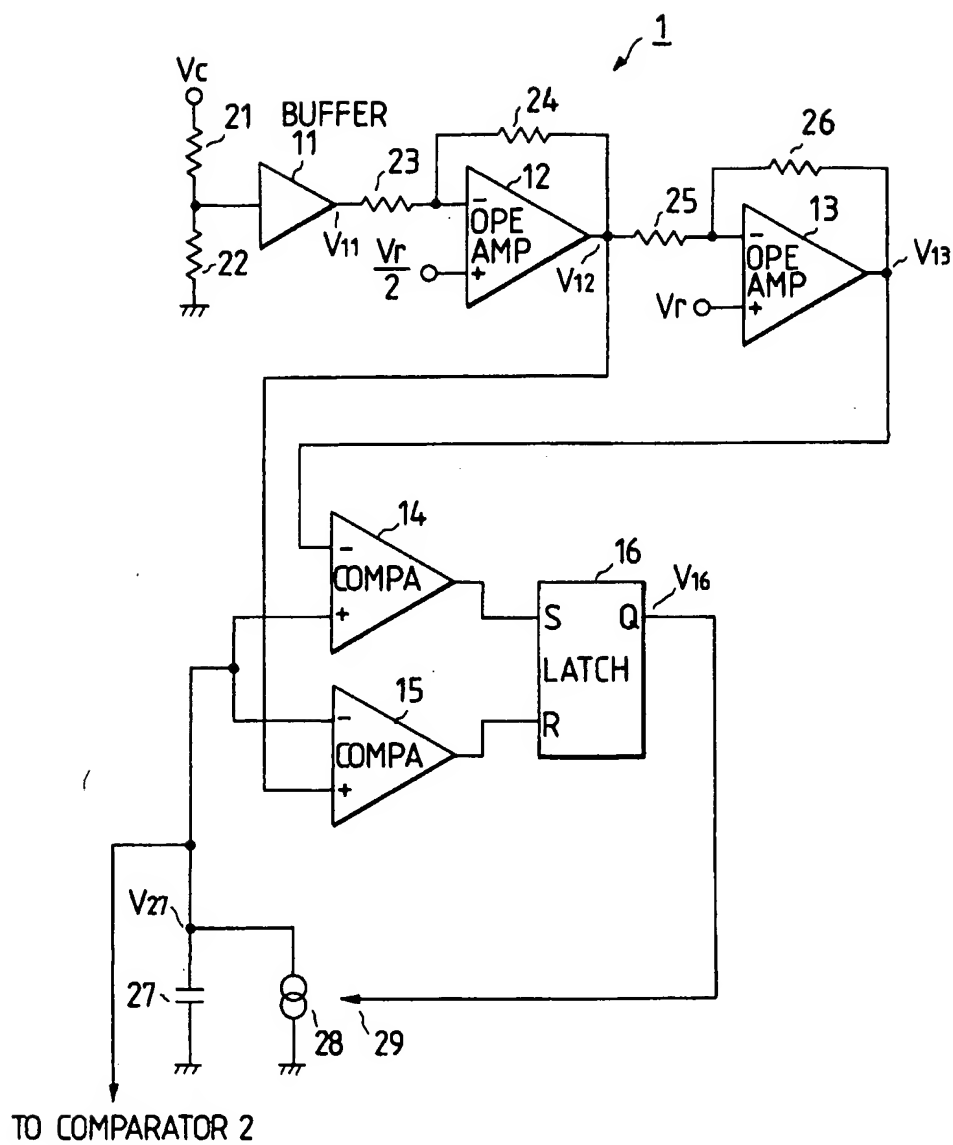 1
Vc
21
BUFFER
11
23
24
12
26
25
13
22
V11
Vr
2
−
OPE
AMP
+
V12
−
OPE
AMP
+
Vr
V13
14
−
COMPA
+
15
−
COMPA
+
16
S Q
LATCH
R
V16
V27
27
28
29
TO COMPARATOR 2